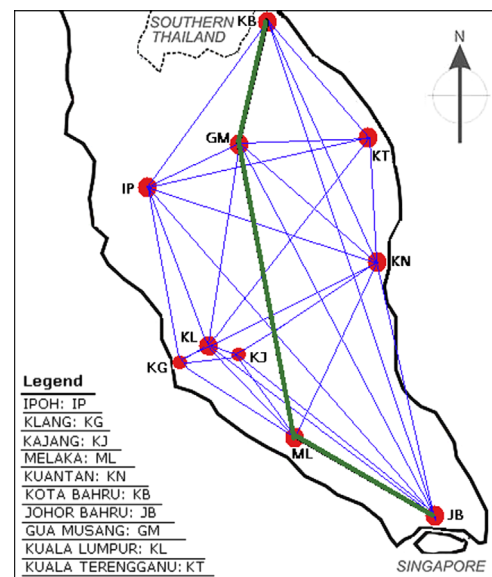 SOUTHERN
THAILAND
KB
N
GM
KT
IP
KN
KL
KJ
KG
ML
JB
SINGAPORE
Legend
IPOH: IP
KLANG: KG
KAJANG: KJ
MELAKA: ML
KUANTAN: KN
KOTA BAHRU: KB
JOHOR BAHRU: JB
GUA MUSANG: GM
KUALA LUMPUR: KL
KUALA TERENGGANU: KT